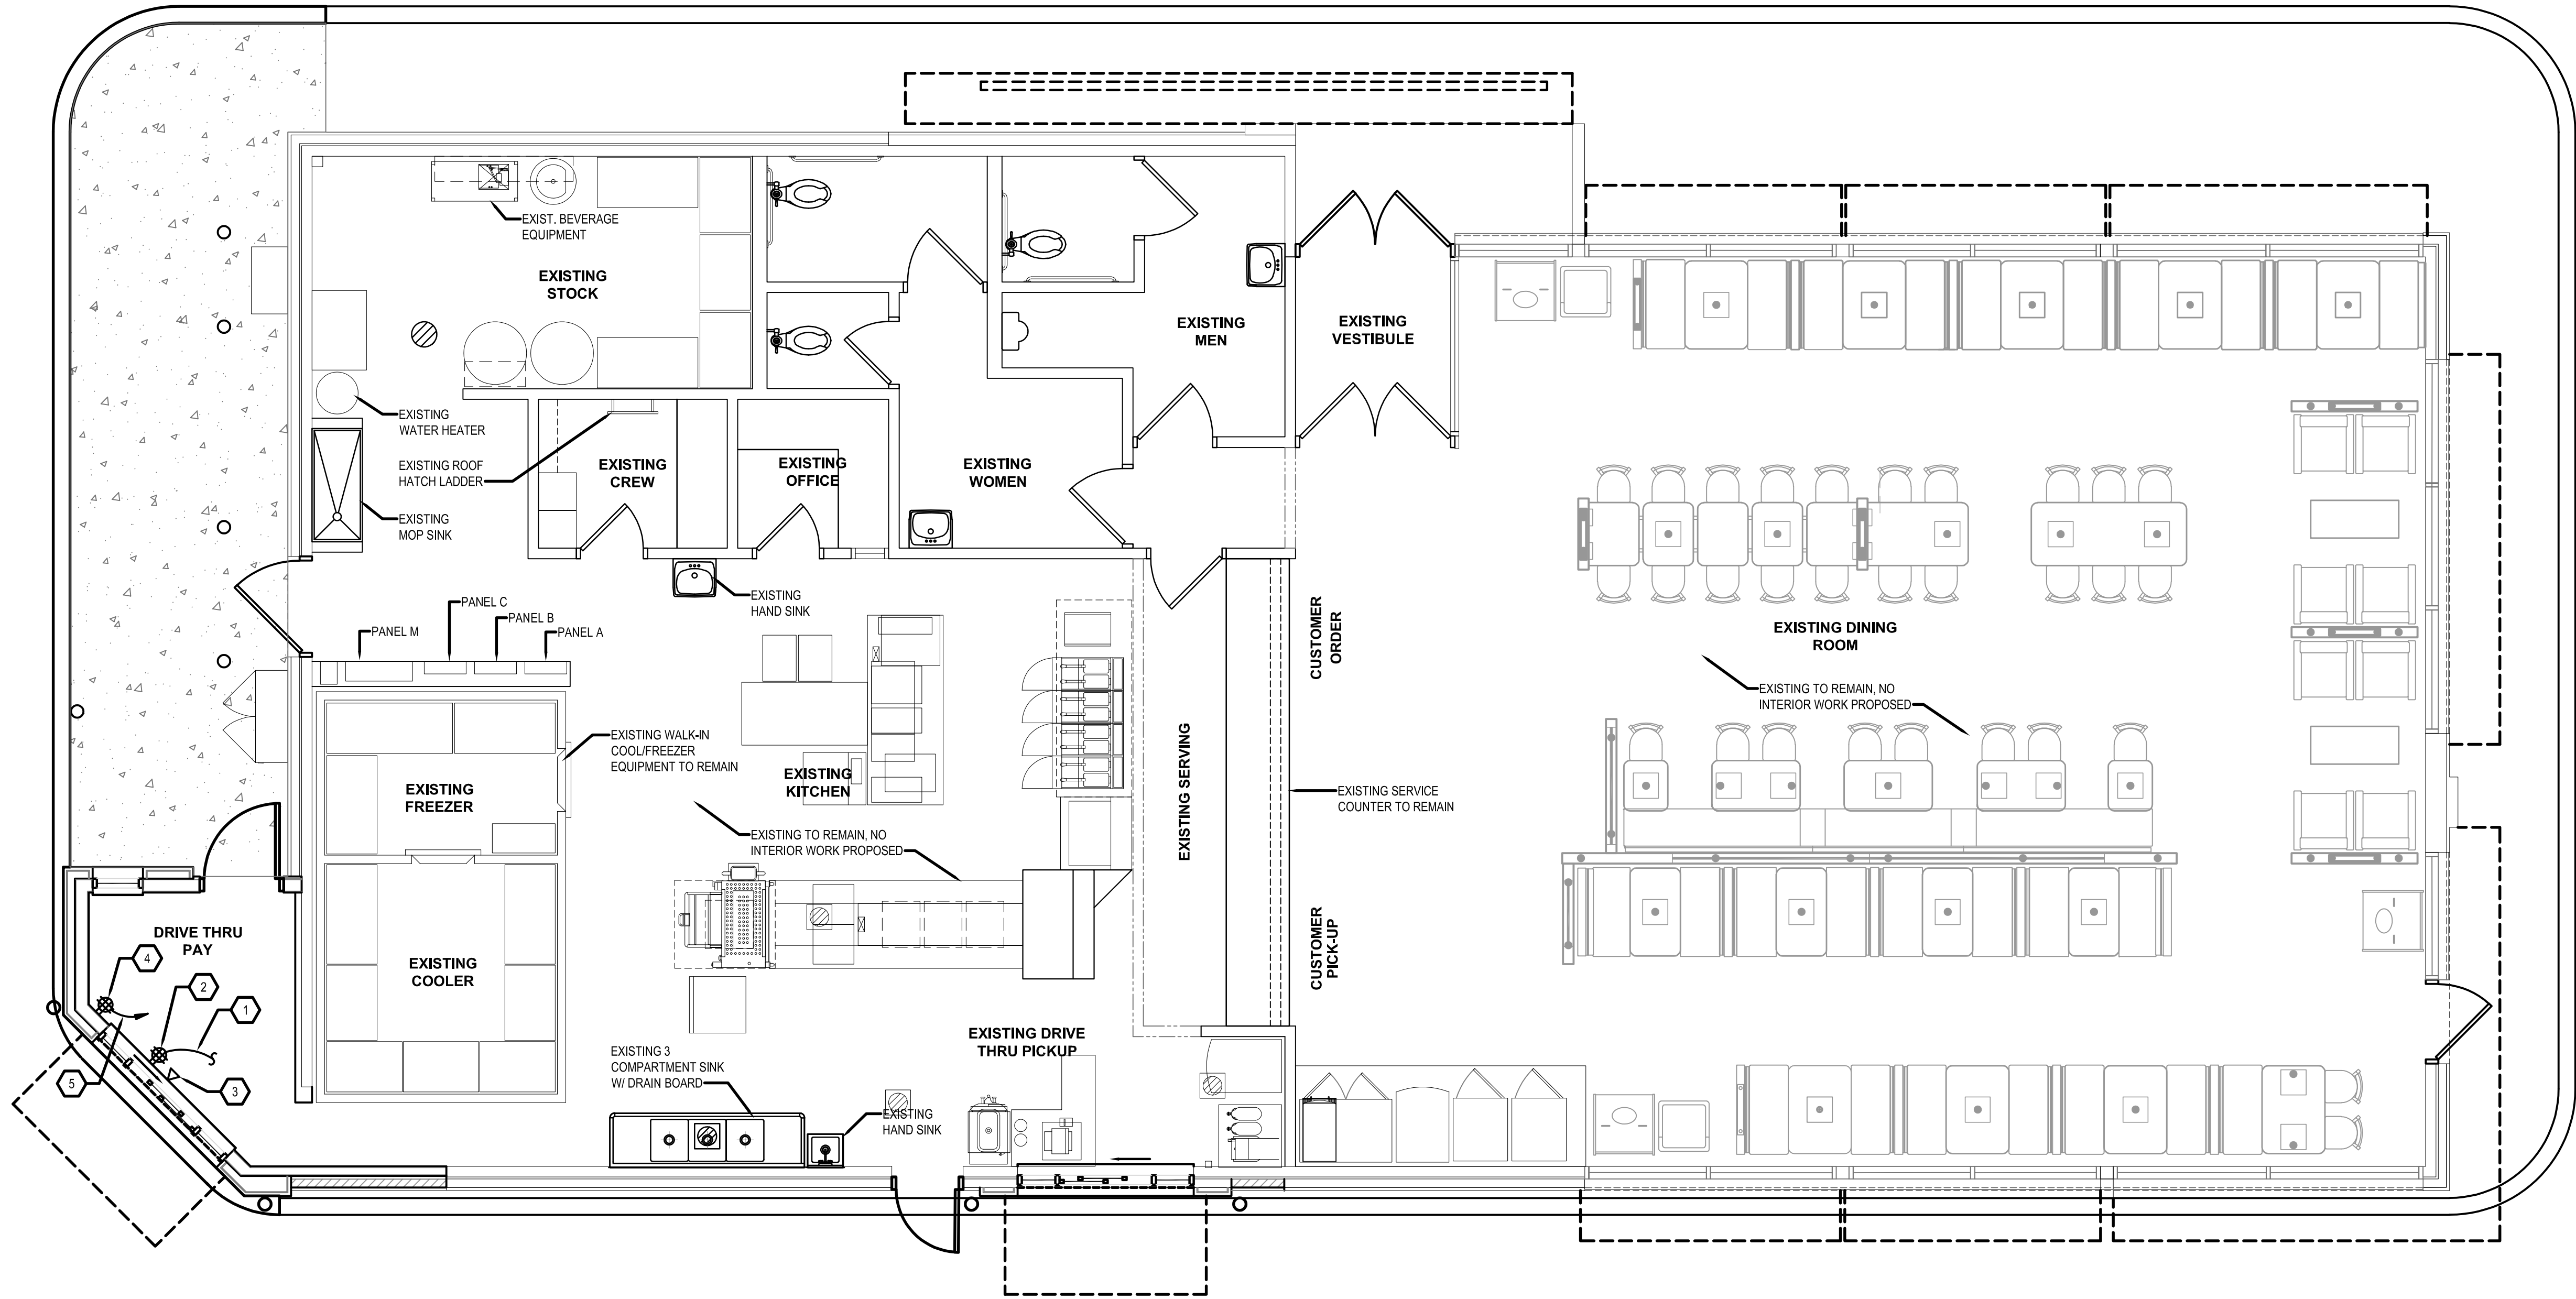 EXIST. BEVERAGE
EQUIPMENT
EXISTING
STOCK
EXISTING
MEN
EXISTING
VESTIBULE
EXISTING
WATER HEATER
EXISTING ROOF
HATCH LADDER
EXISTING
CREW
EXISTING
OFFICE
EXISTING
WOMEN
EXISTING
MOP SINK
EXISTING
HAND SINK
PANEL C
PANEL B
PANEL M
PANEL A
CUSTOMER
ORDER
EXISTING DINING
ROOM
EXISTING TO REMAIN, NO
INTERIOR WORK PROPOSED
EXISTING WALK-IN
COOL/FREEZER
EQUIPMENT TO REMAIN
EXISTING
FREEZER
EXISTING
KITCHEN
EXISTING SERVING
EXISTING SERVICE
COUNTER TO REMAIN
EXISTING TO REMAIN, NO
INTERIOR WORK PROPOSED
DRIVE THRU
PAY
4
2
1
5
3
EXISTING
COOLER
CUSTOMER
PICK-UP
EXISTING DRIVE
THRU PICKUP
EXISTING 3
COMPARTMENT SINK
W/ DRAIN BOARD
EXISTING
HAND SINK